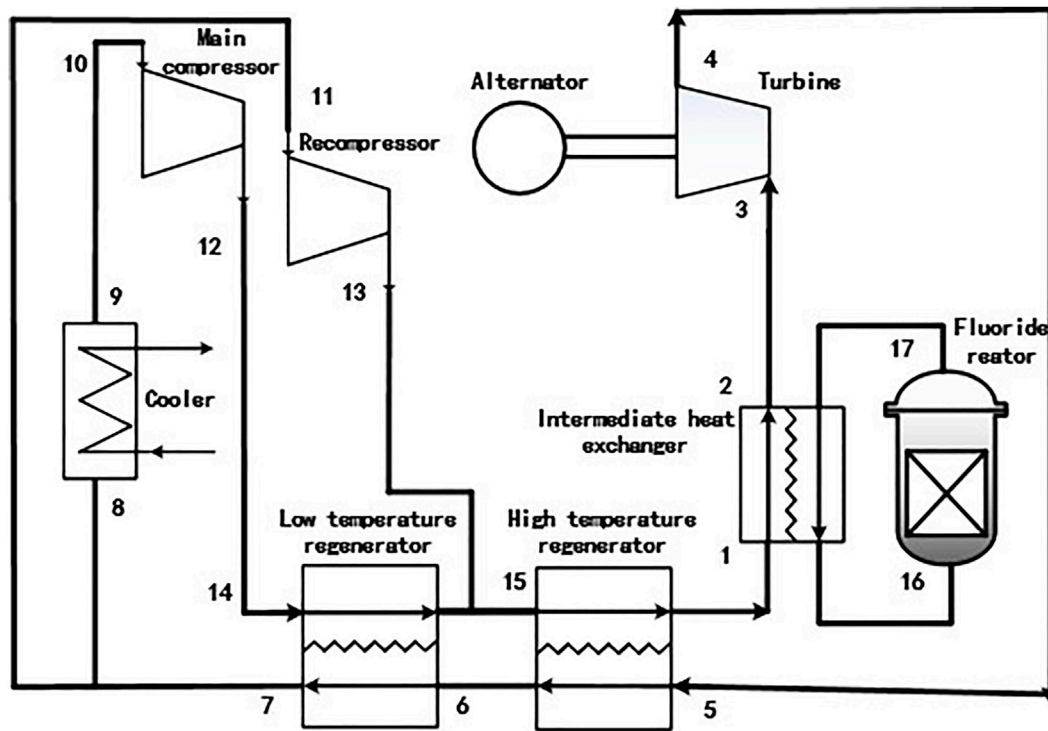 10
Main
compressor
11
Recompressor
12
13
Alternator
4
Turbine
3
9
Cooler
8
17
Fluoride
reator
2
Intermediate heat
exchanger
1
16
Low temperature
regenerator
High temperature
regenerator
14
15
7
6
5